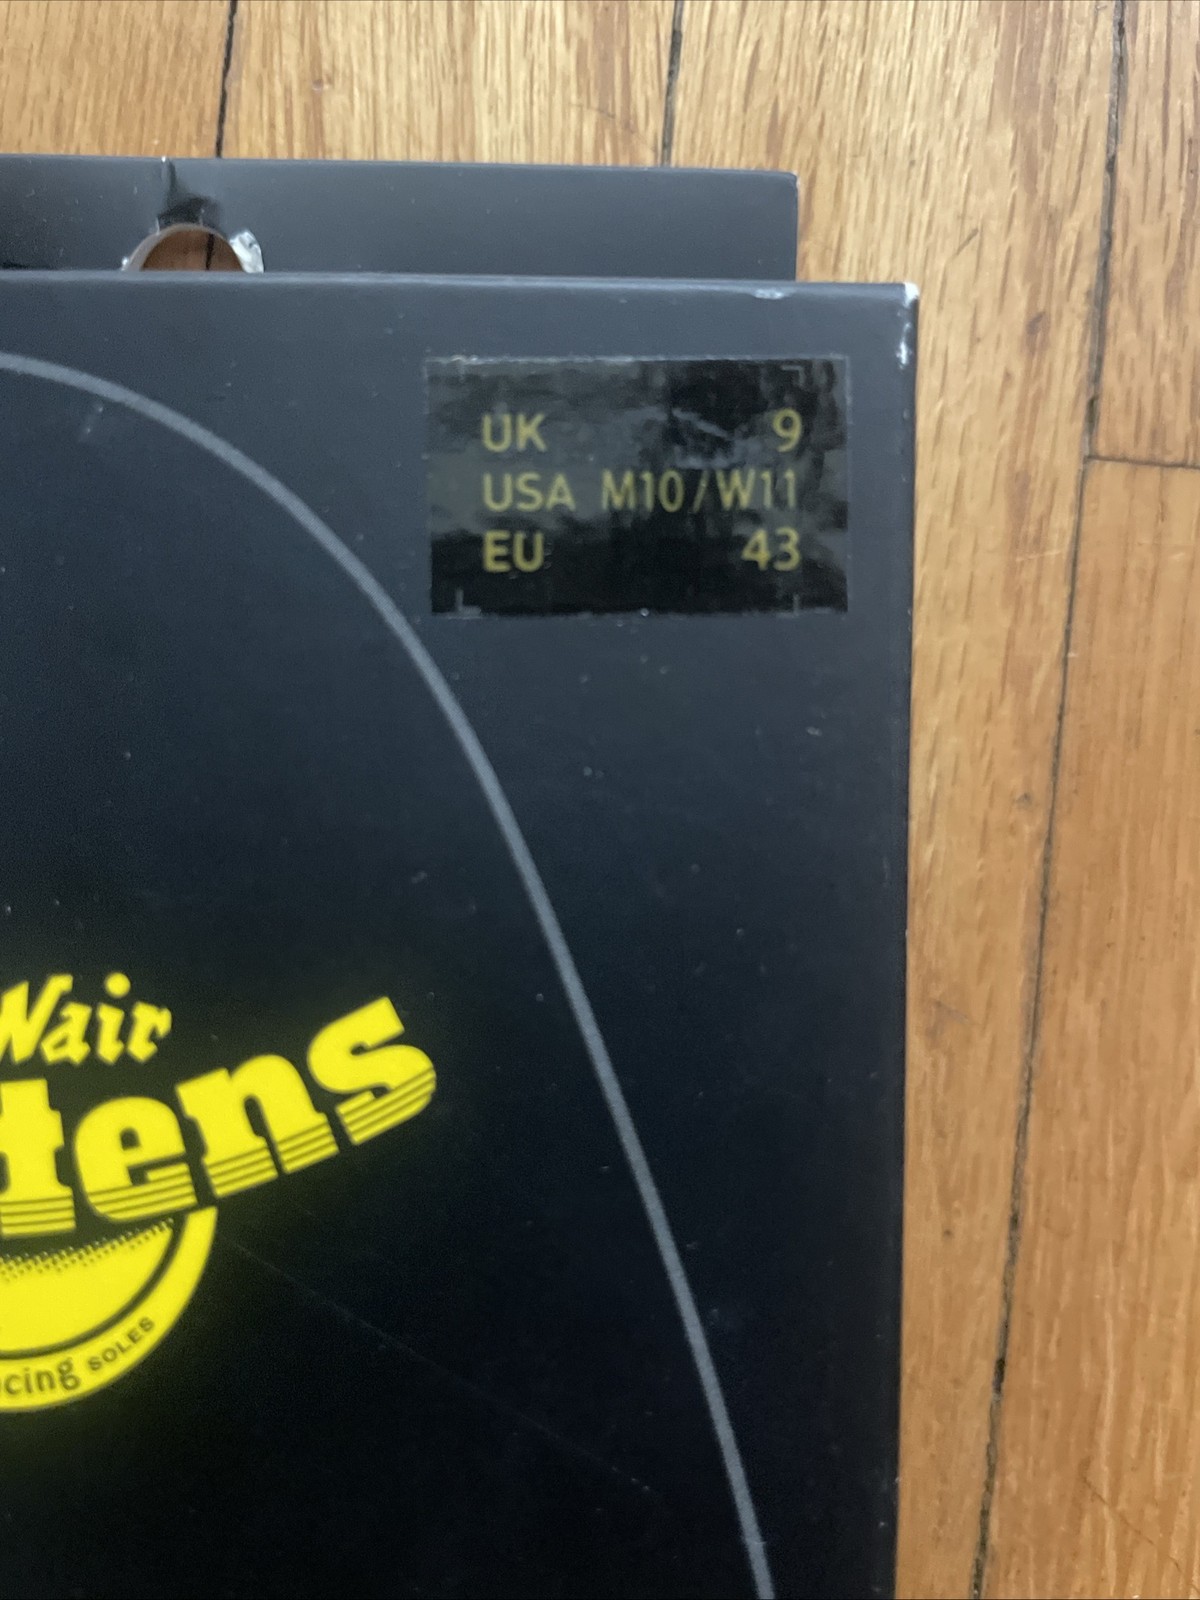 UK 9
USA M10/W11
EU 43
Wair
tens
cing SOLES